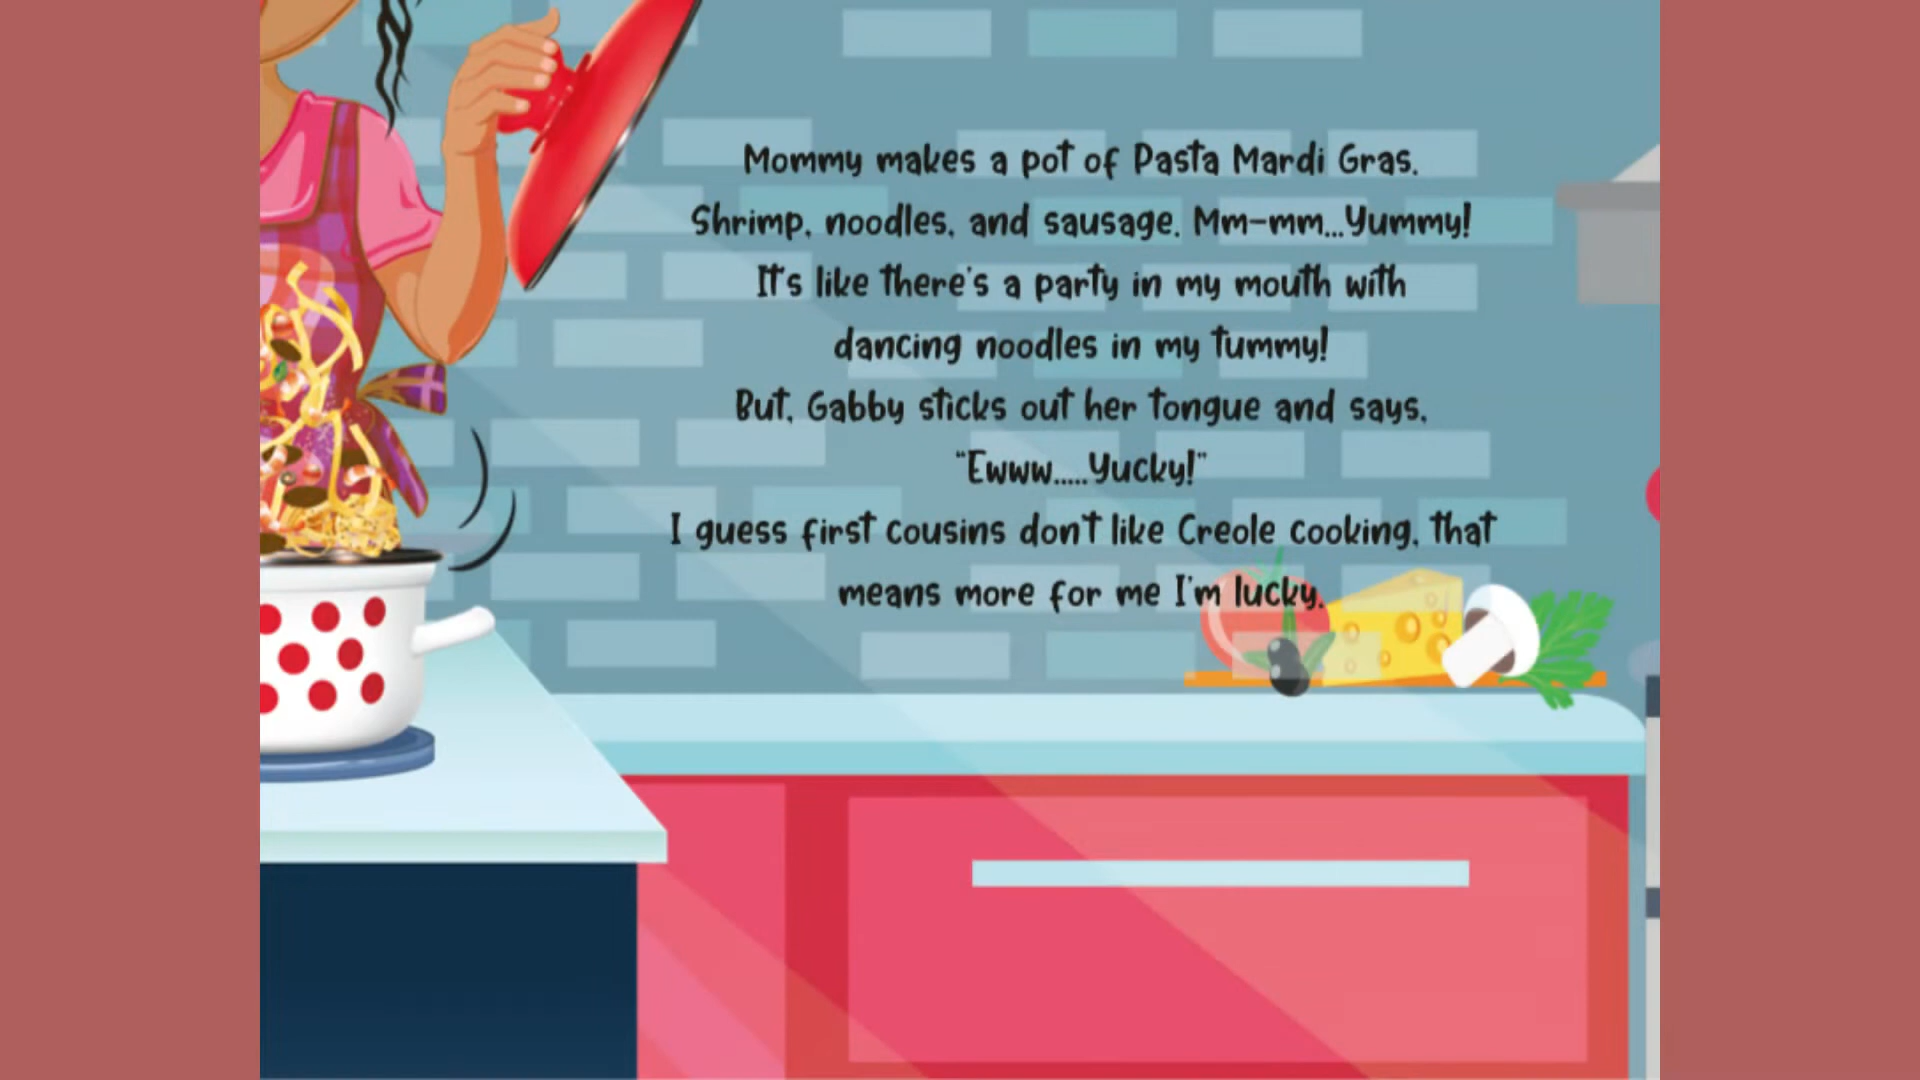 Mommy makes a pot of Pasta Mardi Gras.
Shrimp, noodles, and sausage. Mm-mm...Yummy!
It's like there's a party in my mouth with
dancing noodles in my tummy!
But, Gabby sticks out her tongue and says,
"Ewww.....Yucky!"
I guess first cousins don't like Creole cooking, that
means more for me I'm lucky.